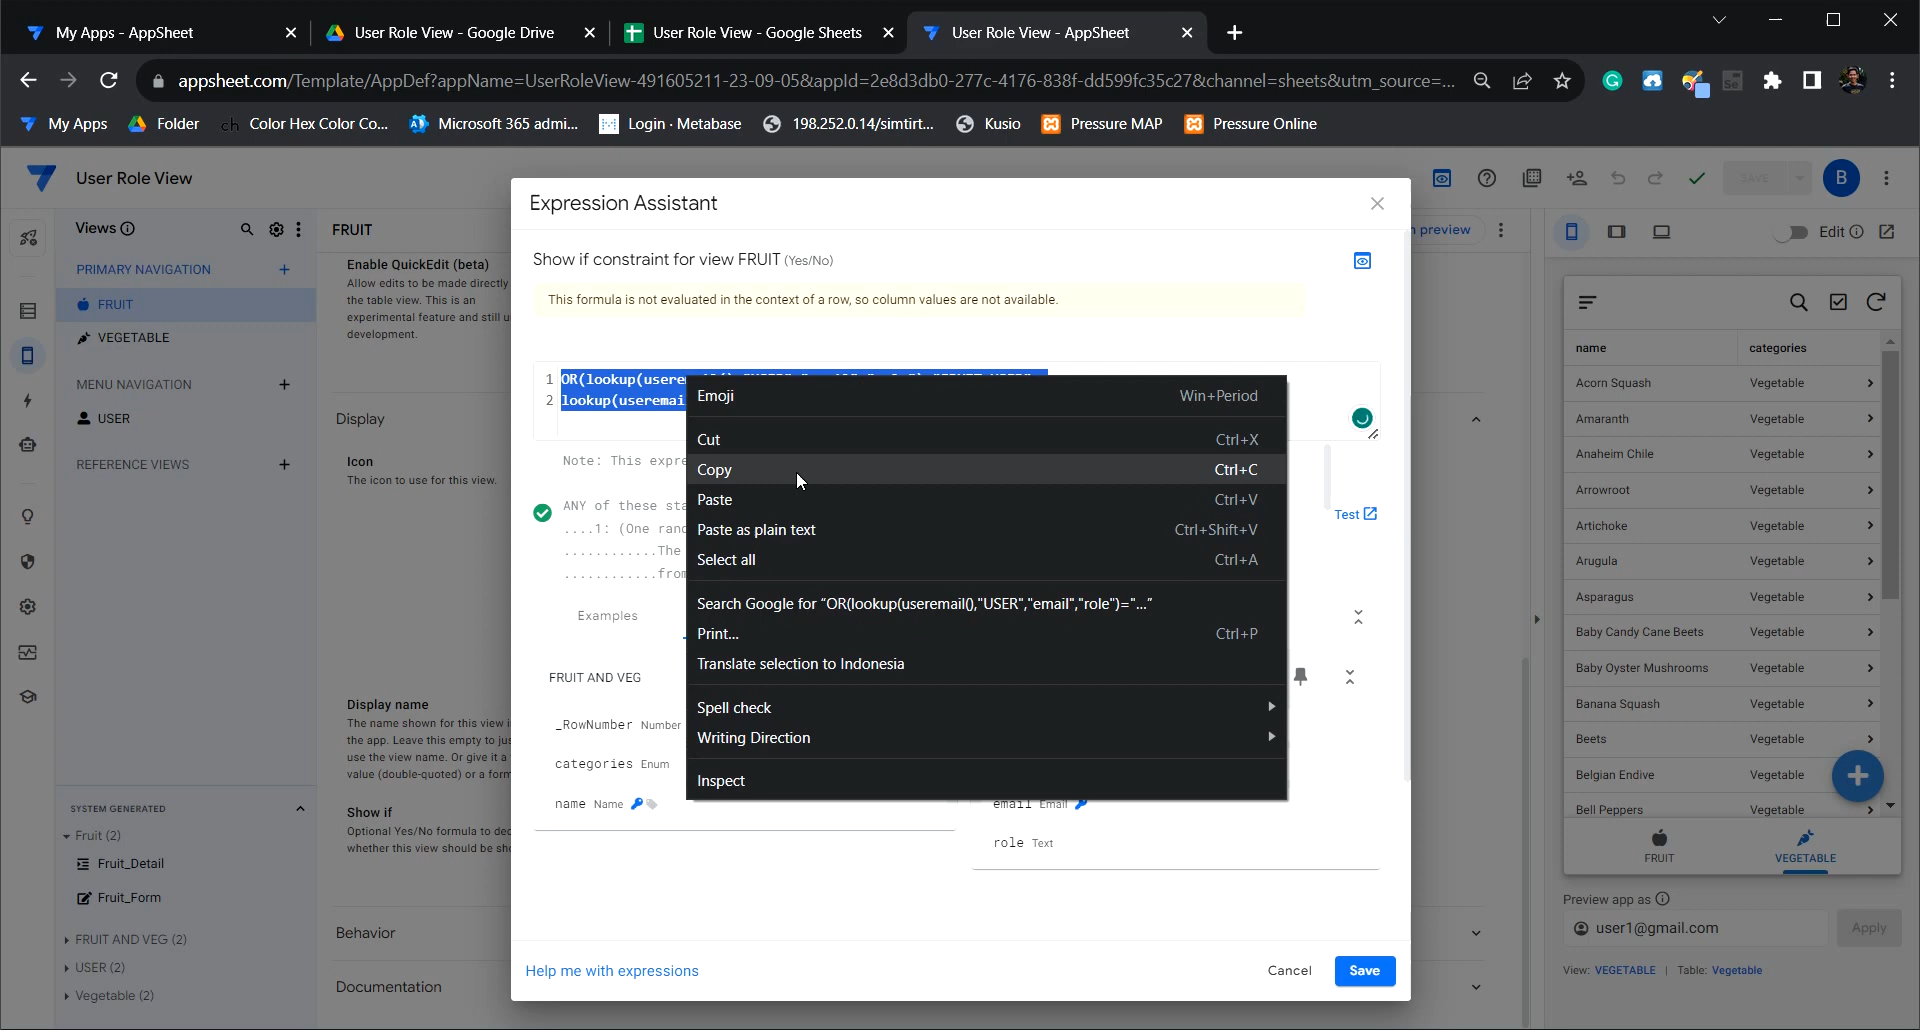 My Apps - AppSheet
User Role View - Google Drive
User Role View - Google Sheets
User Role View - AppSheet
appsheet.com/Template/AppDef?appName=UserRoleView-491605211-23-09-05&appId=2e8d3db0-277c-4176-838f-dd599fc35c27&channel=sheets&utm_source=...
My Apps
Folder
ch Color Hex Color Co...
Microsoft 365 admi...
Login · Metabase
198.252.0.14/simtirt...
Kusio
Pressure MAP
Pressure Online
User Role View
SAVE
B
Views
PRIMARY NAVIGATION
FRUIT
VEGETABLE
MENU NAVIGATION
USER
REFERENCE VIEWS
SYSTEM GENERATED
Fruit (2)
Fruit_Detail
Fruit_Form
FRUIT AND VEG (2)
USER (2)
Vegetable (2)
FRUIT
Enable QuickEdit (beta)
Allow edits to be made directly
the table view. This is an
experimental feature and still u
development.
Display
Icon
The icon to use for this view.
Display name
The name shown for this view i
the app. Leave this empty to jus
use the view name. Or give it a
value (double-quoted) or a form
Show if
Optional Yes/No formula to dec
whether this view should be sh
Behavior
Documentation
Expression Assistant
Show if constraint for view FRUIT (Yes/No)
This formula is not evaluated in the context of a row, so column values are not available.
1 OR(lookup(usere
2 lookup(useremai
Note: This expre
ANY of these sta
....1: (One rand
............The
............from
Test
Examples
FRUIT AND VEG
_RowNumber Number
categories Enum
name Name
email Email
role Text
Help me with expressions
Cancel
Save
Emoji Win+Period
Cut Ctrl+X
Copy Ctrl+C
Paste Ctrl+V
Paste as plain text Ctrl+Shift+V
Select all Ctrl+A
Search Google for “OR(lookup(useremail(),"USER","email","role")="...”
Print... Ctrl+P
Translate selection to Indonesia
Spell check
Writing Direction
Inspect
n preview
Edit
name categories
Acorn Squash Vegetable
Amaranth Vegetable
Anaheim Chile Vegetable
Arrowroot Vegetable
Artichoke Vegetable
Arugula Vegetable
Asparagus Vegetable
Baby Candy Cane Beets Vegetable
Baby Oyster Mushrooms Vegetable
Banana Squash Vegetable
Beets Vegetable
Belgian Endive Vegetable
Bell Peppers Vegetable
FRUIT
VEGETABLE
Preview app as
user1@gmail.com
Apply
View: VEGETABLE | Table: Vegetable